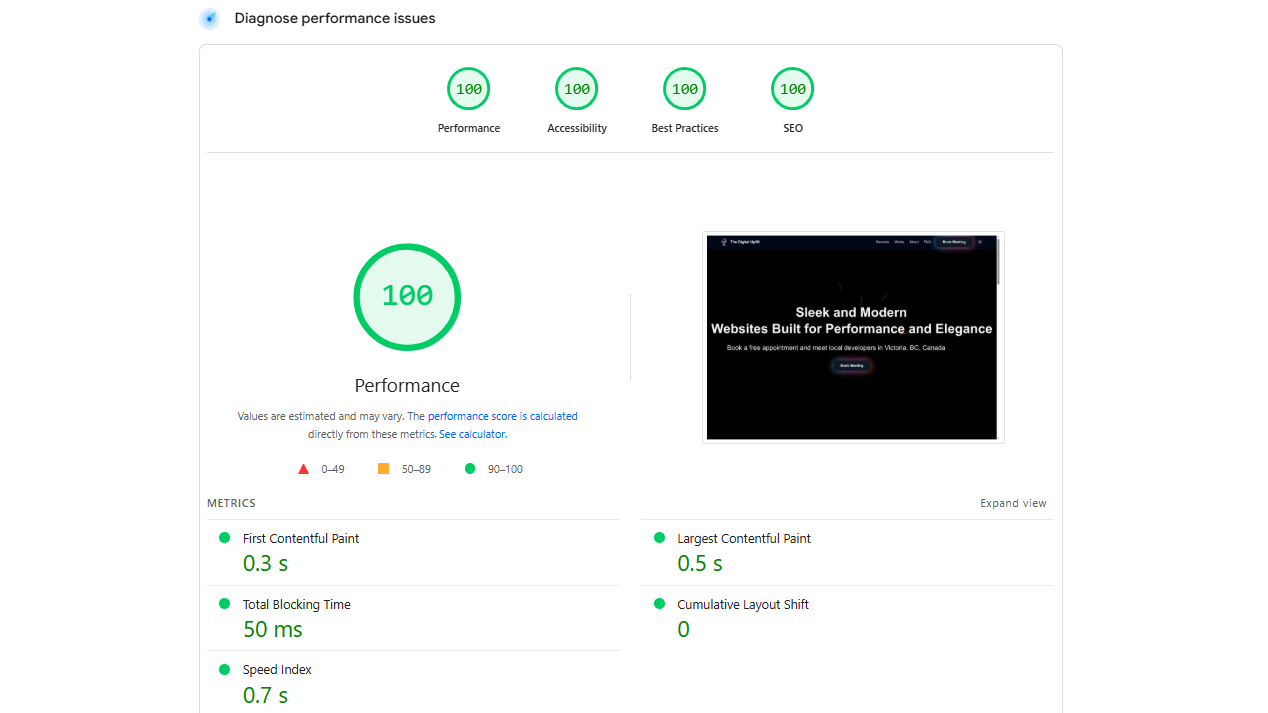 Diagnose performance issues
100 100 100 100
Performance Accessibility Best Practices SEO
100
Performance
Values are estimated and may vary. The performance score is calculated
directly from these metrics. See calculator.
0–49 50–89 90–100
The Digital Uplift Services Works About FAQ Book Meeting
Sleek and Modern
Websites Built for Performance and Elegance
Book a free appointment and meet local developers in Victoria, BC, Canada
Book Meeting
METRICS Expand view
First Contentful Paint
0.3 s
Largest Contentful Paint
0.5 s
Total Blocking Time
50 ms
Cumulative Layout Shift
0
Speed Index
0.7 s